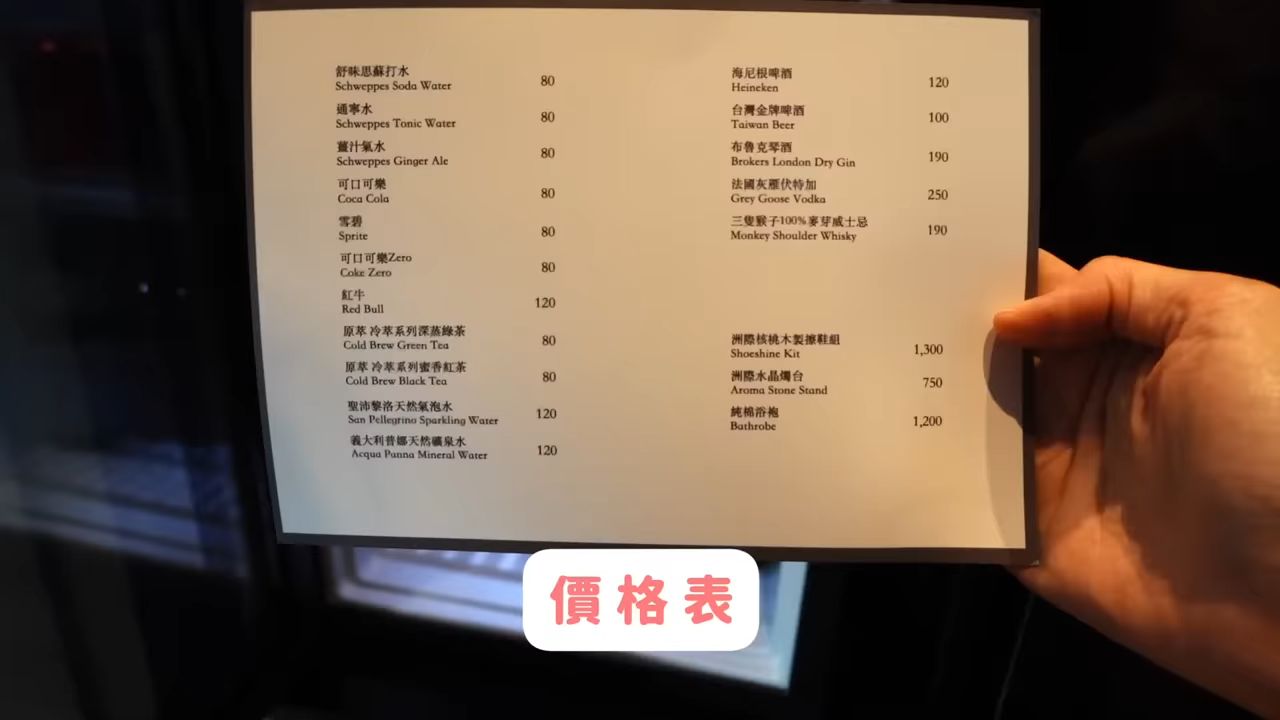 舒味思蘇打水
Schweppes Soda Water 80
通寧水
Schweppes Tonic Water 80
薑汁氣水
Schweppes Ginger Ale 80
可口可樂
Coca Cola 80
雪碧
Sprite 80
可口可樂Zero
Coke Zero 80
紅牛
Red Bull 120
原萃 冷萃系列深蒸綠茶
Cold Brew Green Tea 80
原萃 冷萃系列蜜香紅茶
Cold Brew Black Tea 80
聖沛黎洛天然氣泡水
San Pellegrino Sparkling Water 120
義大利普娜天然礦泉水
Acqua Panna Mineral Water 120
海尼根啤酒
Heineken 120
台灣金牌啤酒
Taiwan Beer 100
布魯克琴酒
Brokers London Dry Gin 190
法國灰雁伏特加
Grey Goose Vodka 250
三隻猴子100%麥芽威士忌
Monkey Shoulder Whisky 190
洲際核桃木製擦鞋組
Shoeshine Kit 1,300
洲際水晶燭台
Aroma Stone Stand 750
純棉浴袍
Bathrobe 1,200
價格表